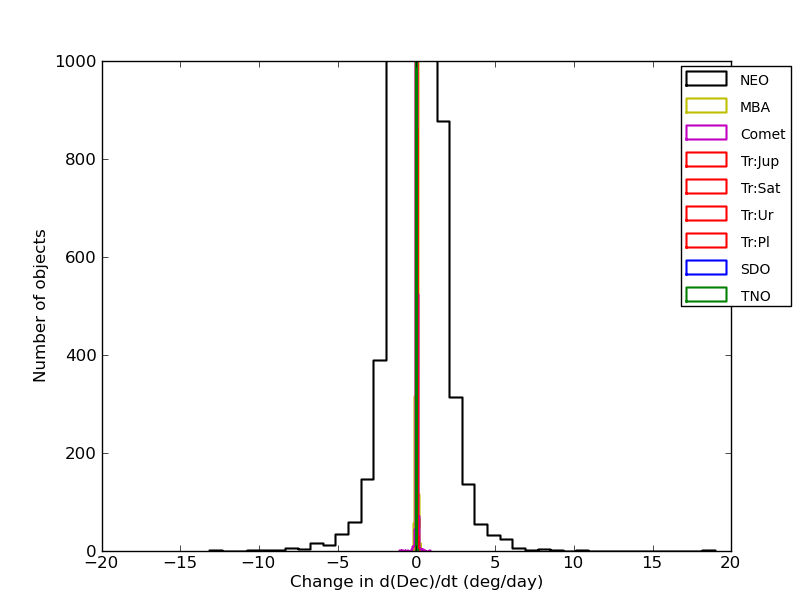 1000
800
600
400
200
0
Number of objects
−20
−15
−10
−5
0
5
10
15
20
Change in d(Dec)/dt (deg/day)
NEO
MBA
Comet
Tr:Jup
Tr:Sat
Tr:Ur
Tr:Pl
SDO
TNO